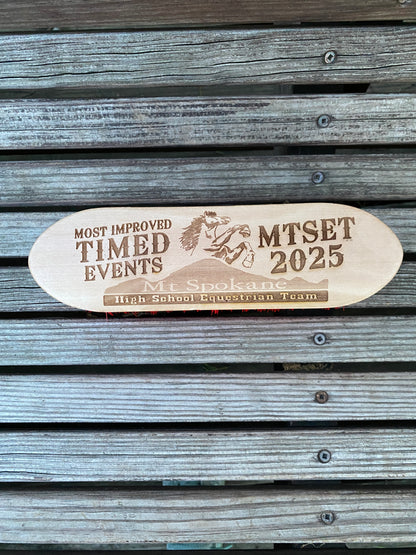 MOST IMPROVED
TIMED
EVENTS
MTSET
2025
Mt Spokane
High School Equestrian Team